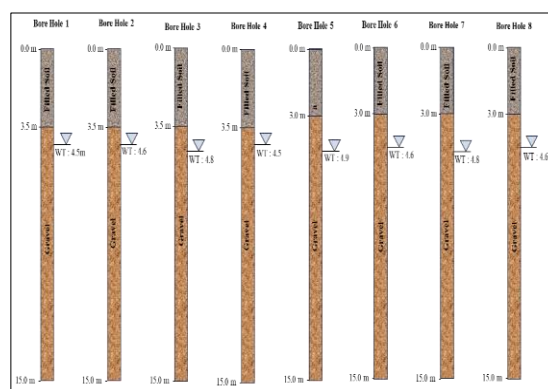 Bore Hole 1 Bore Hole 2 Bore Hole 3 Bore Hole 4 Bore Hole 5 Bore Hole 6 Bore Hole 7 Bore Hole 8
0.0 m 0.0 m 0.0 m 0.0 m 0.0 m 0.0 m 0.0 m 0.0 m
Filled Soil Filled Soil Filled Soil Filled Soil Filled Soil Filled Soil Filled Soil
3.5 m 3.5 m 3.5 m 3.5 m 3.0 m 3.0 m 3.0 m 3.0 m
WT : 4.5m WT : 4.6 WT : 4.8 WT : 4.5 WT : 4.9 WT : 4.6 WT : 4.8 WT : 4.6
Gravel Gravel Gravel Gravel Gravel Gravel Gravel Gravel
15.0 m 15.0 m 15.0 m 15.0 m 15.0 m 15.0 m 15.0 m 15.0 m